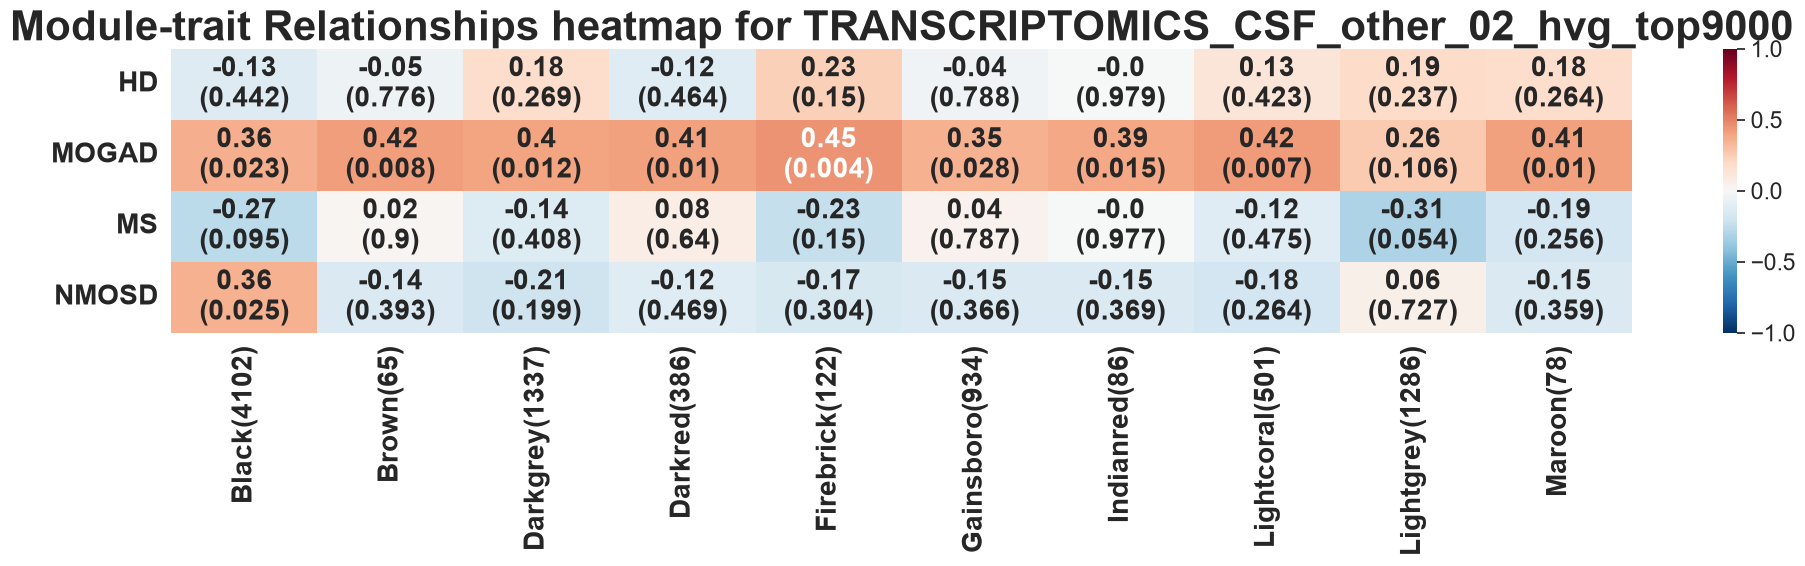 Module-trait Relationships heatmap for TRANSCRIPTOMICS_CSF_other_02_hvg_top9000
HD
-0.13 -0.05 0.18 -0.12 0.23 -0.04 -0.0 0.13 0.19 0.18
(0.442) (0.776) (0.269) (0.464) (0.15) (0.788) (0.979) (0.423) (0.237) (0.264)
MOGAD
0.36 0.42 0.4 0.41 0.45 0.35 0.39 0.42 0.26 0.41
(0.023) (0.008) (0.012) (0.01) (0.004) (0.028) (0.015) (0.007) (0.106) (0.01)
MS
-0.27 0.02 -0.14 0.08 -0.23 0.04 -0.0 -0.12 -0.31 -0.19
(0.095) (0.9) (0.408) (0.64) (0.15) (0.787) (0.977) (0.475) (0.054) (0.256)
NMOSD
0.36 -0.14 -0.21 -0.12 -0.17 -0.15 -0.15 -0.18 0.06 -0.15
(0.025) (0.393) (0.199) (0.469) (0.304) (0.366) (0.369) (0.264) (0.727) (0.359)
Black(4102)
Brown(65)
Darkgrey(1337)
Darkred(386)
Firebrick(122)
Gainsboro(934)
Indianred(86)
Lightcoral(501)
Lightgrey(1286)
Maroon(78)
1.0
0.5
0.0
−0.5
−1.0